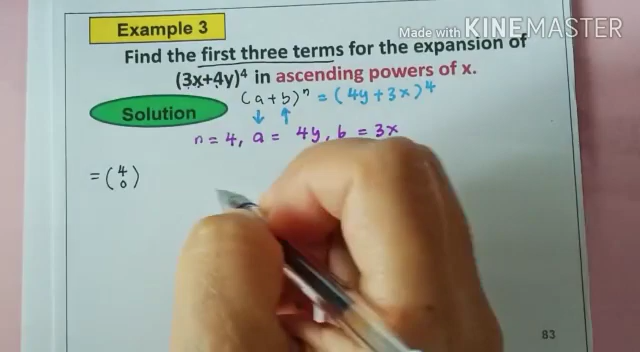 Made with KINEMASTER
Example 3
Find the first three terms for the expansion of
(3x+4y)⁴ in ascending powers of x.
Solution
(a+b)ⁿ = (4y+3x)⁴
↓ ↑
n = 4, a = 4y, b = 3x
= (4 0)
83